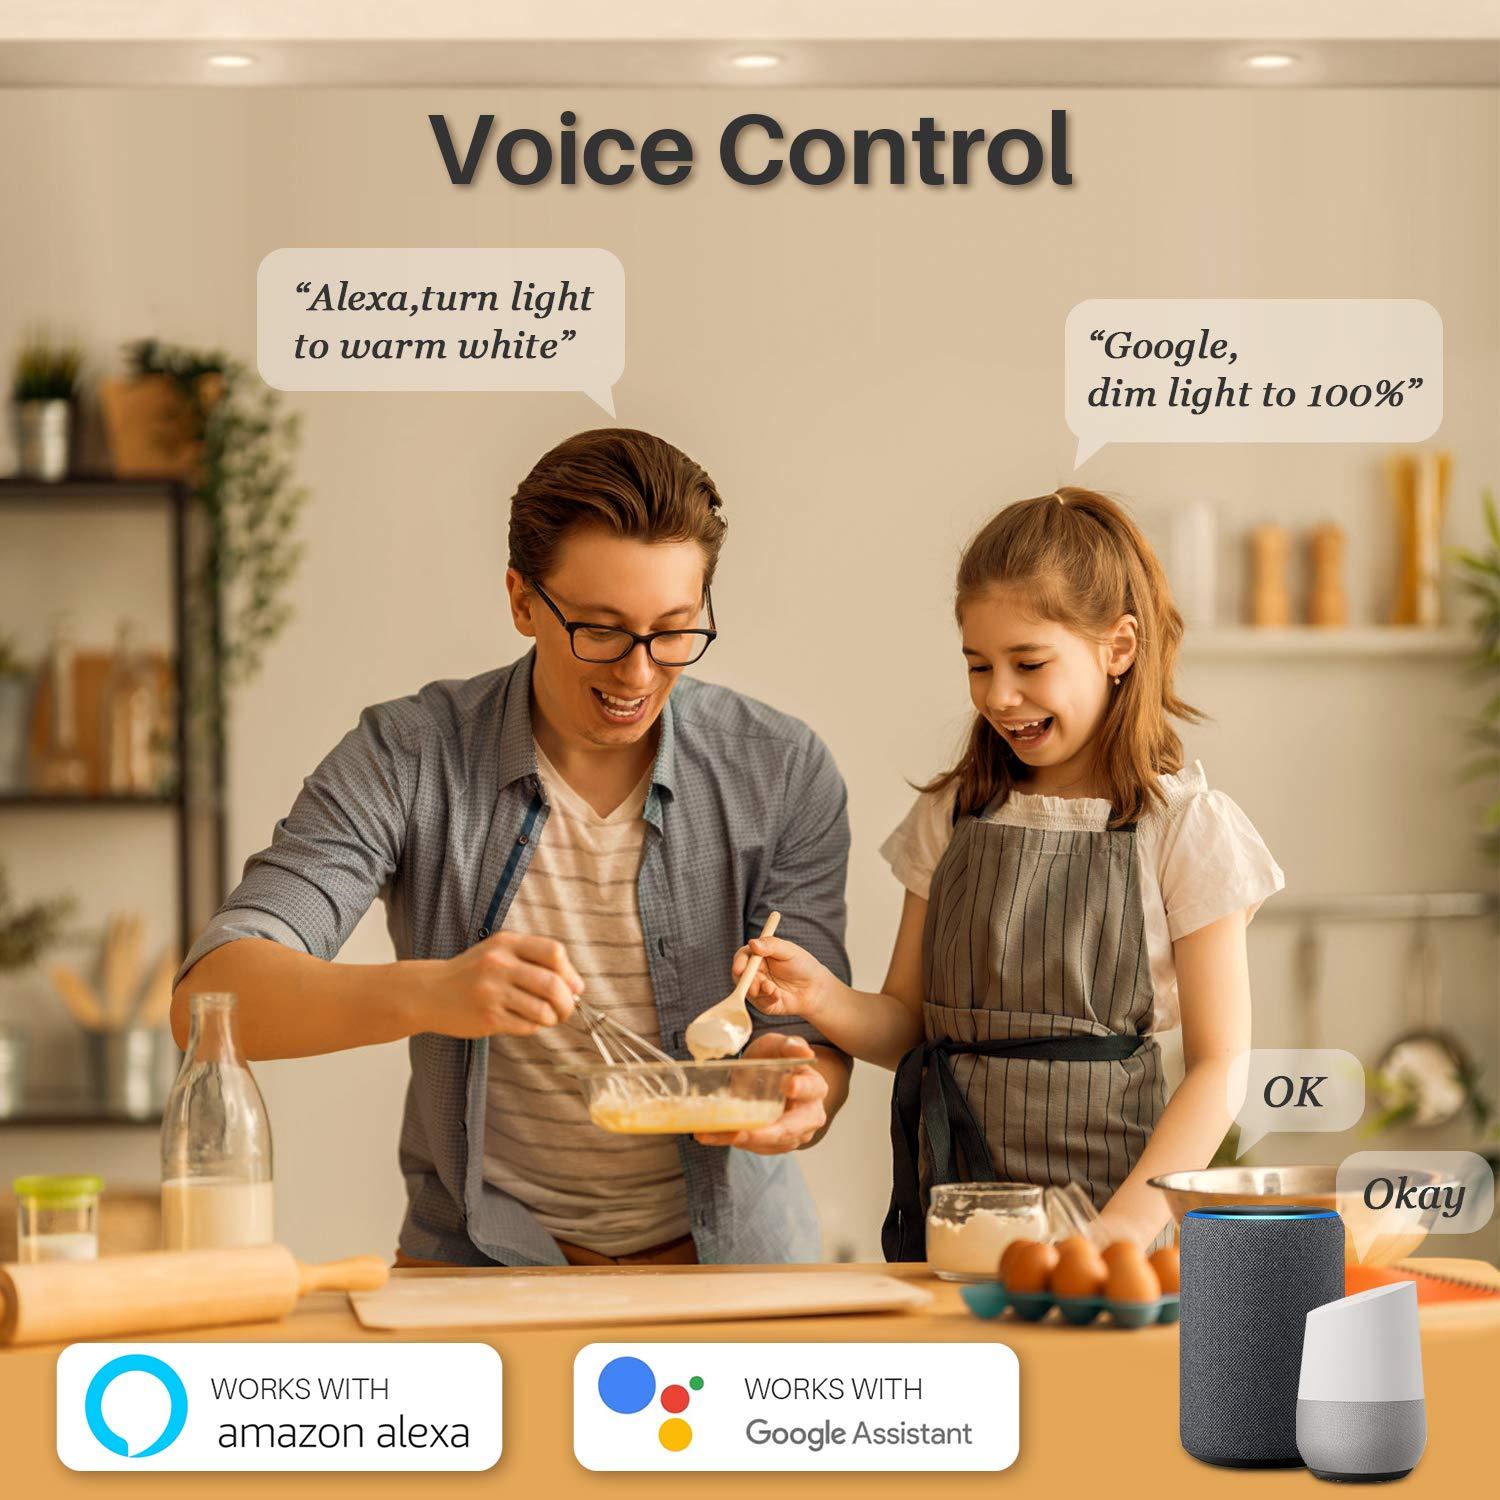 Voice Control
“Alexa,turn light
to warm white”
“Google,
dim light to 100%”
OK
Okay
WORKS WITH
amazon alexa
WORKS WITH
Google Assistant